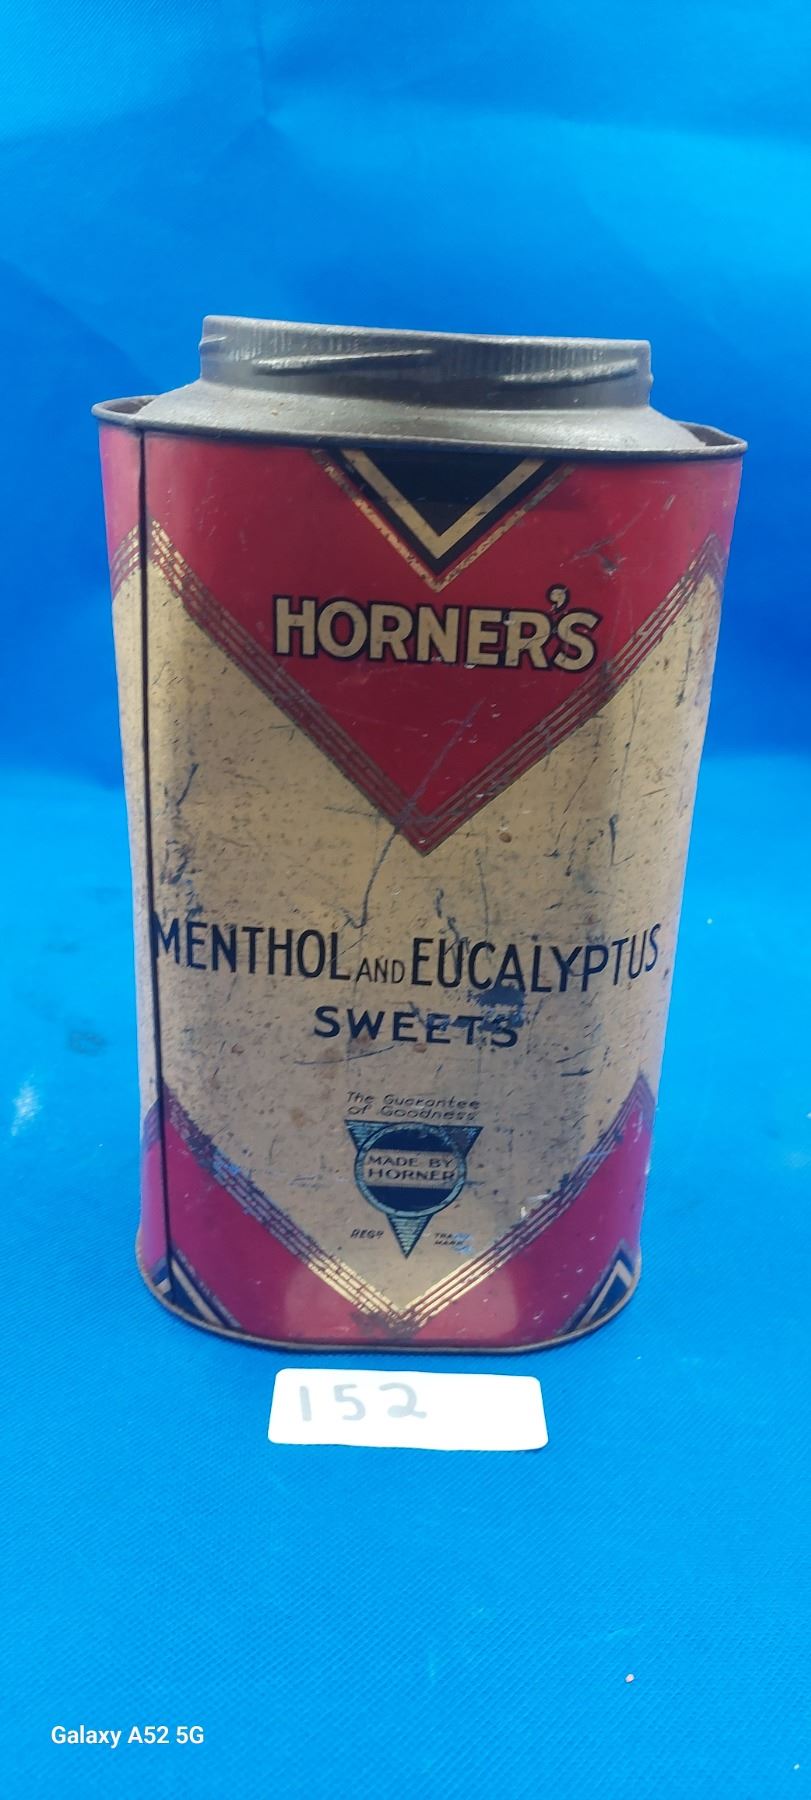 HORNER'S
MENTHOL AND EUCALYPTUS
SWEETS
The Guarantee
of Goodness
MADE BY
HORNER
REGD TRADE
MARK
152
Galaxy A52 5G